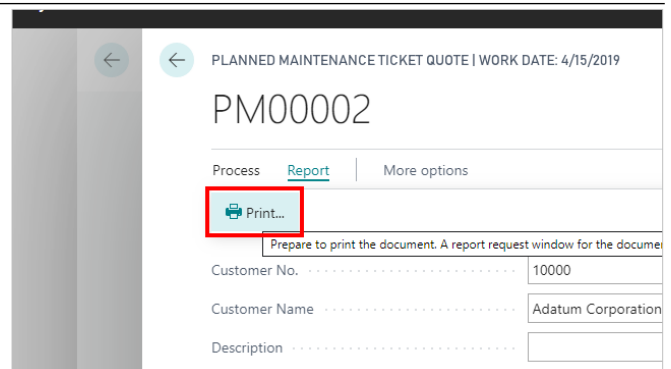 PLANNED MAINTENANCE TICKET QUOTE | WORK DATE: 4/15/2019
PM00002
Process Report More options
Print...
Prepare to print the document. A report request window for the docume
Customer No. 10000
Customer Name Adatum Corporation
Description